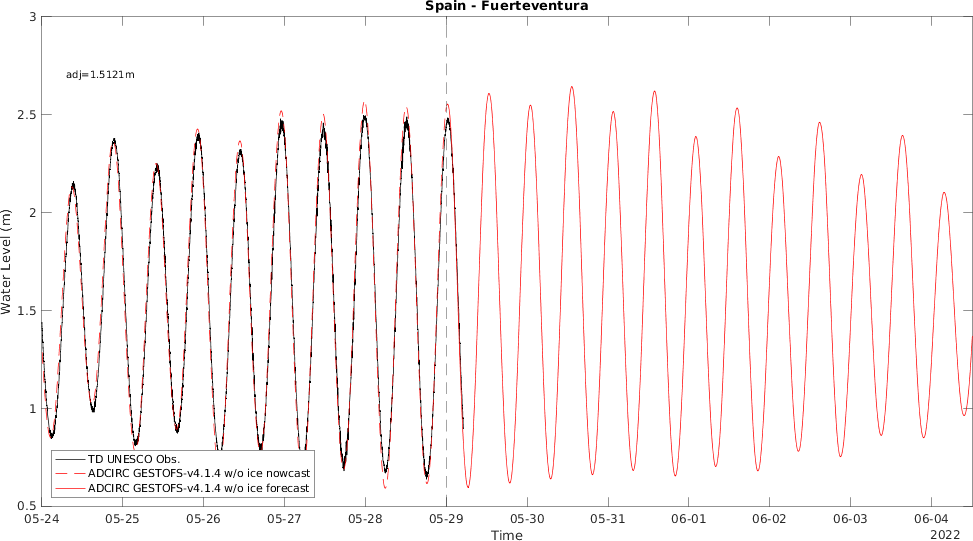 Spain - Fuerteventura
3
2.5
2
1.5
1
0.5
Water Level (m)
adj=1.5121m
TD UNESCO Obs.
ADCIRC GESTOFS-v4.1.4 w/o ice nowcast
ADCIRC GESTOFS-v4.1.4 w/o ice forecast
05-24 05-25 05-26 05-27 05-28 05-29 05-30 05-31 06-01 06-02 06-03 06-04
Time
2022